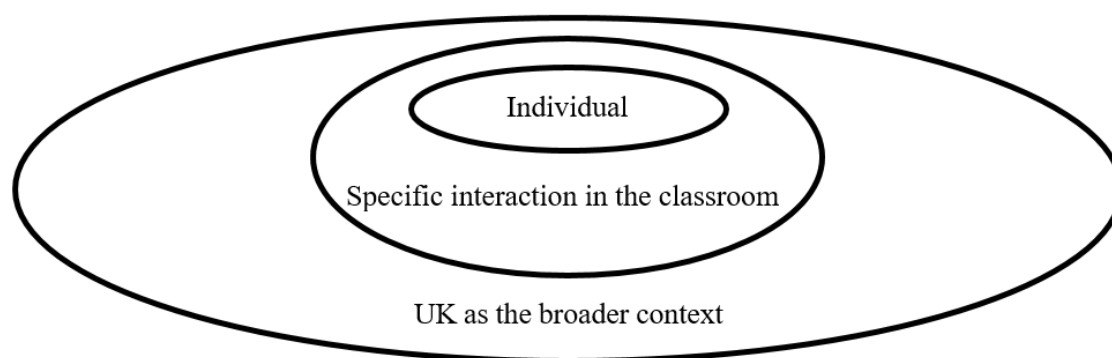 Individual
Specific interaction in the classroom
UK as the broader context